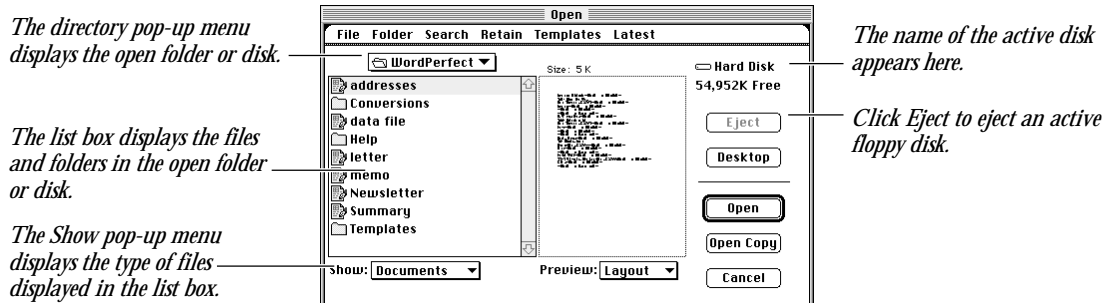 The directory pop-up menu
displays the open folder or disk.
The list box displays the files
and folders in the open folder
or disk.
The Show pop-up menu
displays the type of files
displayed in the list box.
Open
File Folder Search Retain Templates Latest
WordPerfect
addresses
Conversions
data file
Help
letter
memo
Newsletter
Summary
Templates
Show: Documents
Size: 5 K
Preview: Layout
Hard Disk
54,952K Free
Eject
Desktop
Open
Open Copy
Cancel
The name of the active disk
appears here.
Click Eject to eject an active
floppy disk.